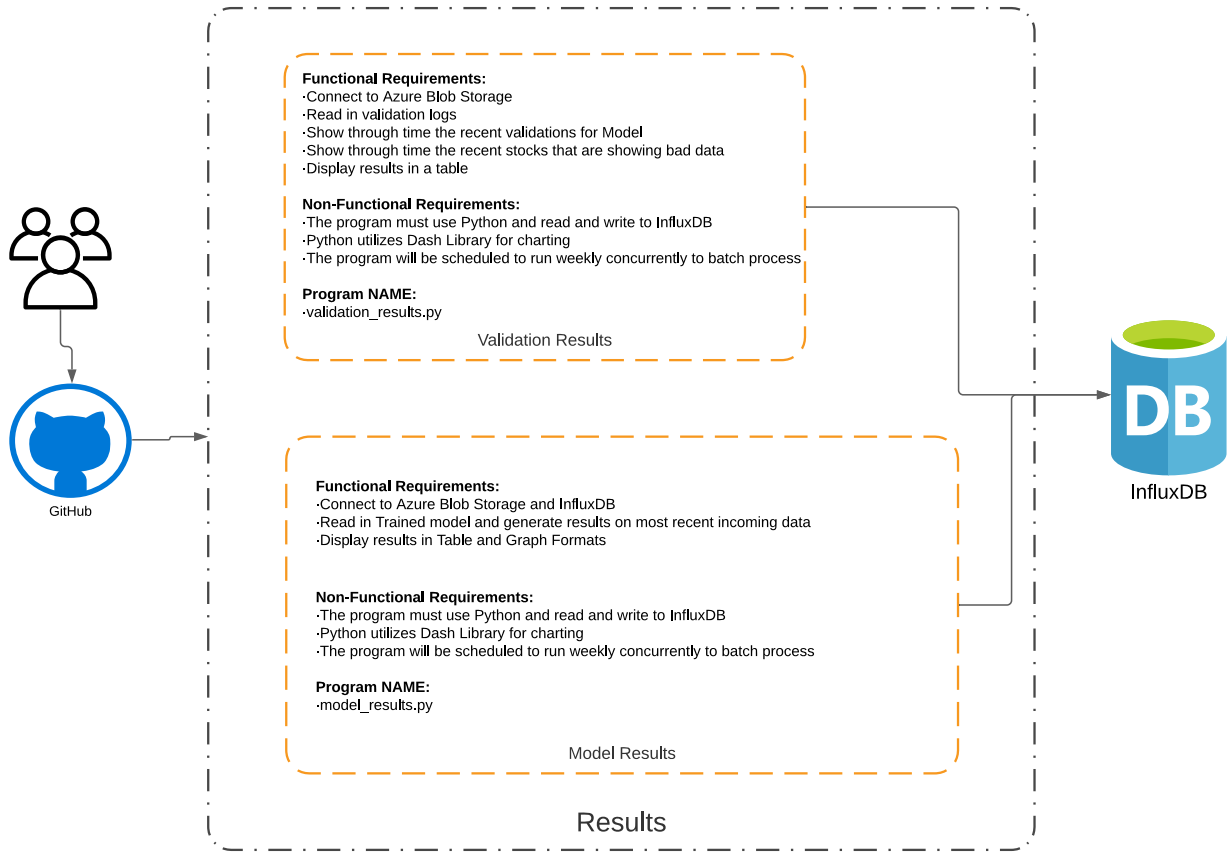 Functional Requirements:
·Connect to Azure Blob Storage
·Read in validation logs
·Show through time the recent validations for Model
·Show through time the recent stocks that are showing bad data
·Display results in a table
Non-Functional Requirements:
·The program must use Python and read and write to InfluxDB
·Python utilizes Dash Library for charting
·The program will be scheduled to run weekly concurrently to batch process
Program NAME:
·validation_results.py
Validation Results
GitHub
DB
InfluxDB
Functional Requirements:
·Connect to Azure Blob Storage and InfluxDB
·Read in Trained model and generate results on most recent incoming data
·Display results in Table and Graph Formats
Non-Functional Requirements:
·The program must use Python and read and write to InfluxDB
·Python utilizes Dash Library for charting
·The program will be scheduled to run weekly concurrently to batch process
Program NAME:
·model_results.py
Model Results
Results